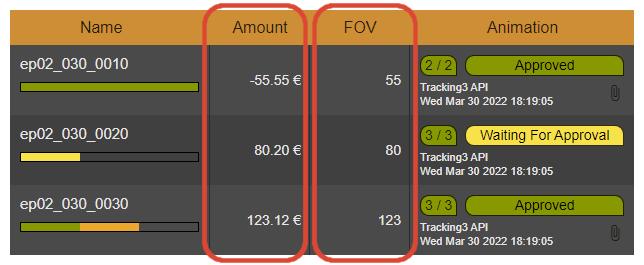 Name Amount FOV Animation
ep02_030_0010 -55.55 € 55 2 / 2 Approved
Tracking3 API
Wed Mar 30 2022 18:19:05
ep02_030_0020 80.20 € 80 3 / 3 Waiting For Approval
Tracking3 API
Wed Mar 30 2022 18:19:05
ep02_030_0030 123.12 € 123 3 / 3 Approved
Tracking3 API
Wed Mar 30 2022 18:19:05